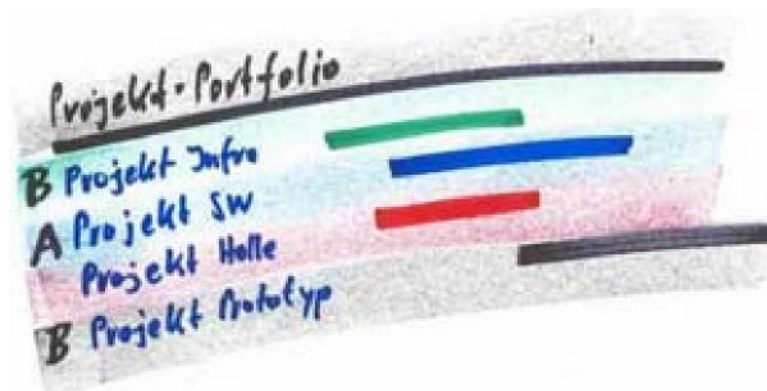 Projekt-Portfolio
B Projekt Infra
A Projekt SW
Projekt Halle
B Projekt Prototyp